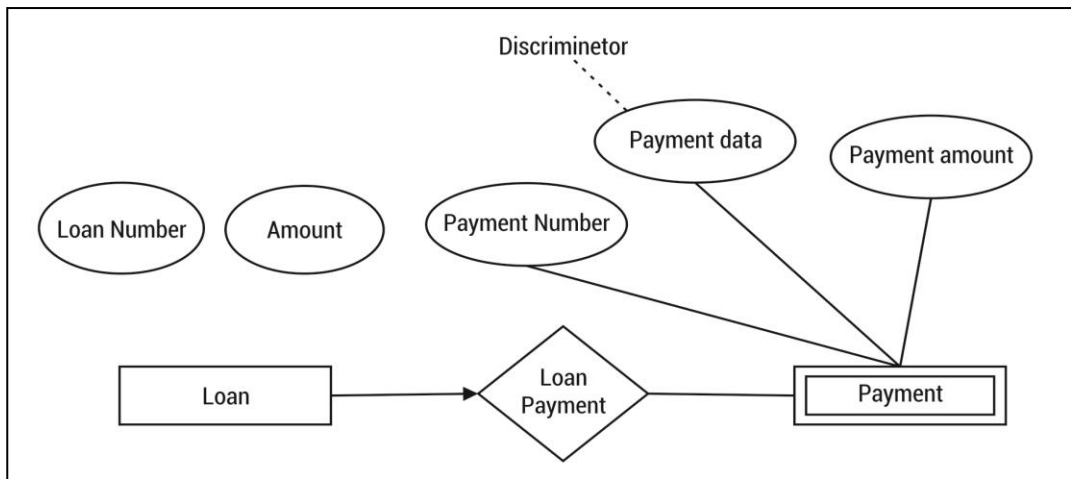 Discriminetor
Payment data
Payment amount
Loan Number
Amount
Payment Number
Loan
Loan
Payment
Payment